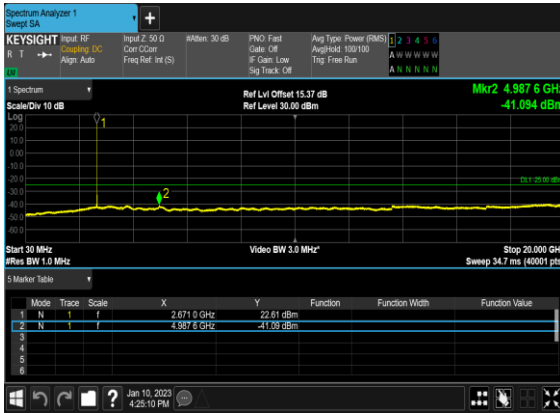 Spectrum Analyzer 1
Swept SA
+
KEYSIGHT Input: RF Input Z: 50 Ω #Atten: 30 dB PNO: Fast Avg Type: Power (RMS) 1 2 3 4 5 6
R T Coupling: DC Corr CCorr Gate: Off Avg|Hold: 100/100 A W W W W W
Align: Auto Freq Ref: Int (S) IF Gain: Low Trig: Free Run
Sig Track: Off A N N N N N
1 Spectrum Ref Lvl Offset 15.37 dB Mkr2 4.987 6 GHz
Scale/Div 10 dB Ref Level 30.00 dBm -41.094 dBm
Log
20.0
10.0
0.00
-10.0
-20.0
-30.0
-40.0
-50.0
-60.0
1
2
DL1 -25.00 dBm
Start 30 MHz Video BW 3.0 MHz* Stop 20.000 GHz
#Res BW 1.0 MHz Sweep 34.7 ms (40001 pts)
5 Marker Table
Mode Trace Scale X Y Function Function Width Function Value
1 N 1 f 2.671 0 GHz 22.61 dBm
2 N 1 f 4.987 6 GHz -41.09 dBm
3
4
5
6
? Jan 10, 2023
4:25:10 PM